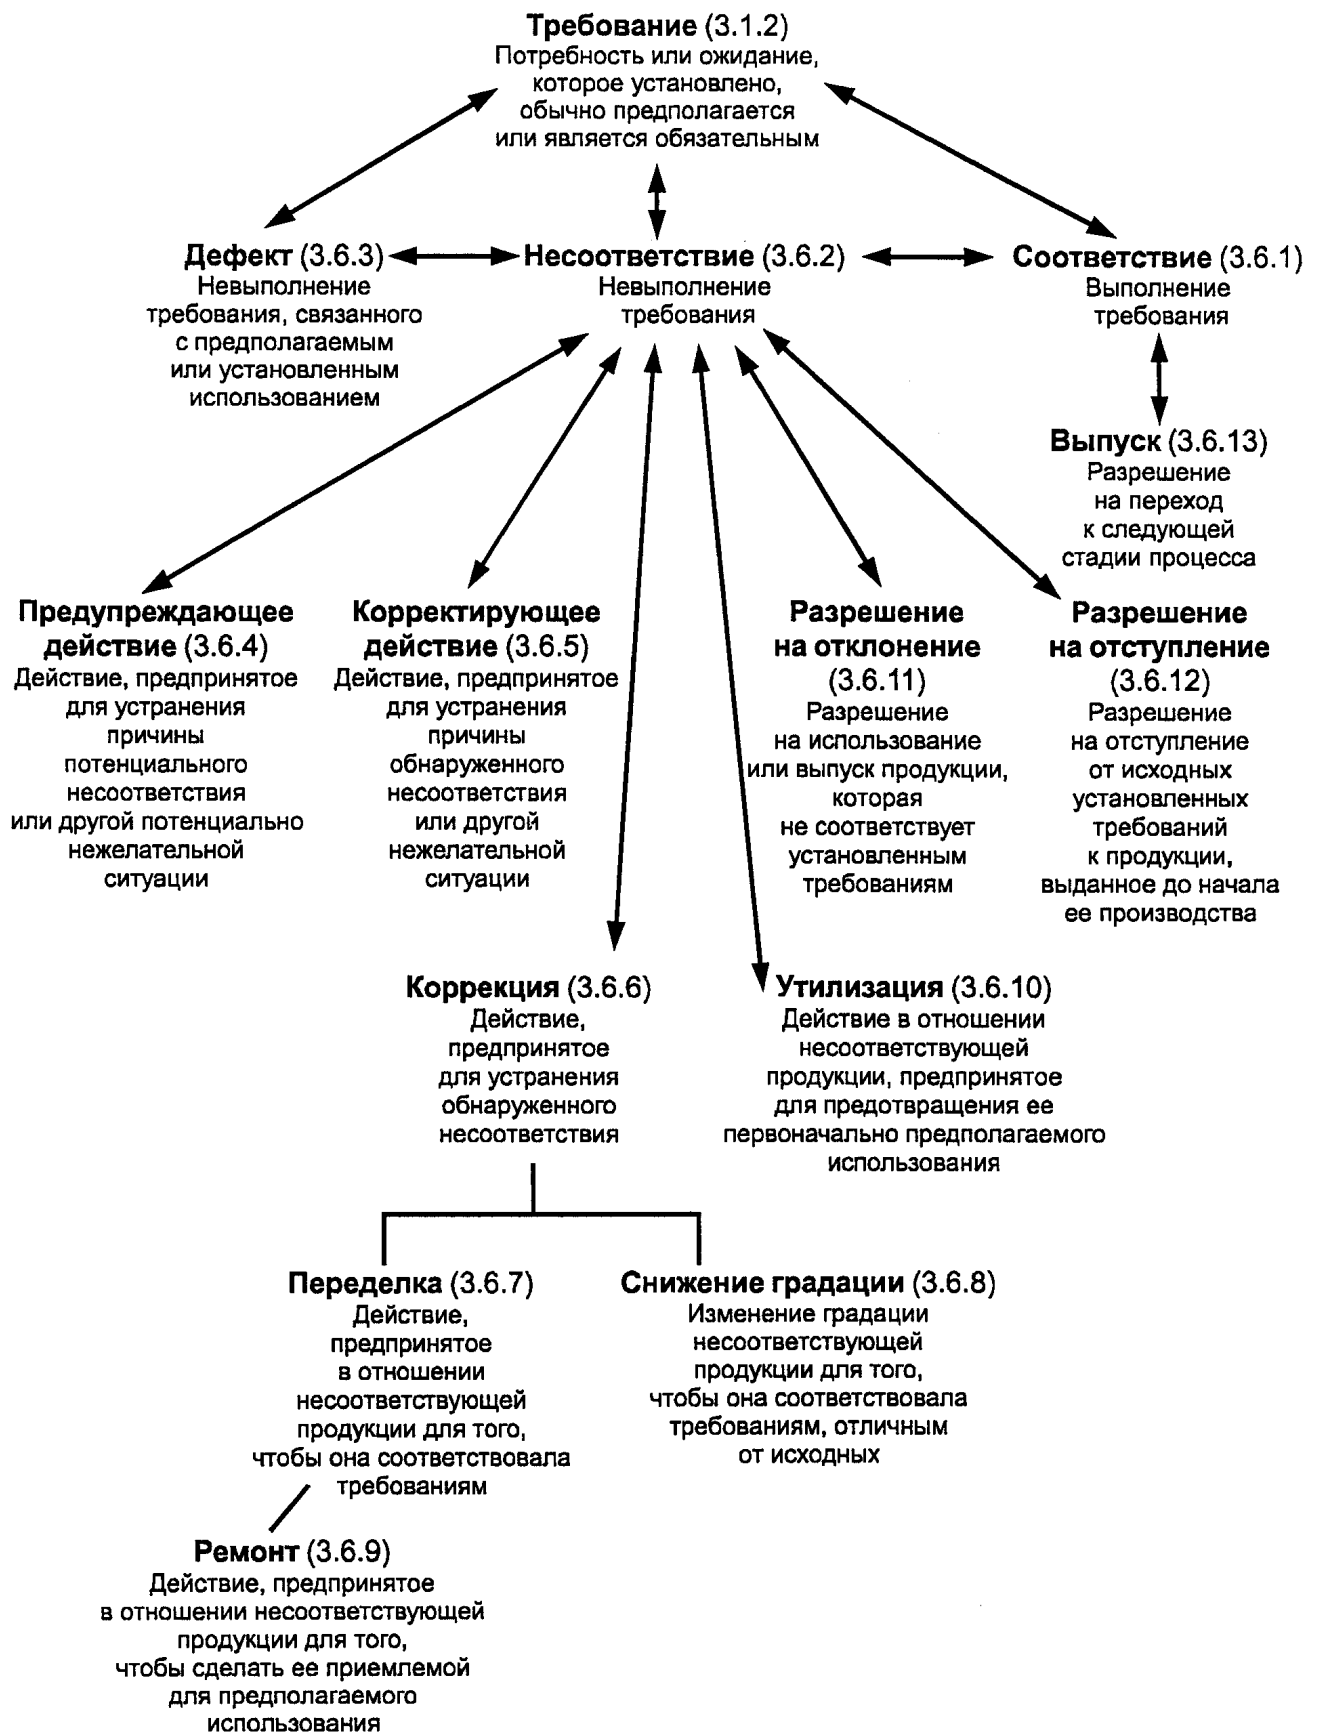 Требование (3.1.2)
Потребность или ожидание,
которое установлено,
обычно предполагается
или является обязательным
Дефект (3.6.3)
Невыполнение
требования, связанного
с предполагаемым
или установленным
использованием
Несоответствие (3.6.2)
Невыполнение
требования
Соответствие (3.6.1)
Выполнение
требования
Выпуск (3.6.13)
Разрешение
на переход
к следующей
стадии процесса
Предупреждающее
действие (3.6.4)
Действие, предпринятое
для устранения
причины
потенциального
несоответствия
или другой потенциально
нежелательной
ситуации
Корректирующее
действие (3.6.5)
Действие, предпринятое
для устранения
причины
обнаруженного
несоответствия
или другой
нежелательной
ситуации
Разрешение
на отклонение
(3.6.11)
Разрешение
на использование
или выпуск продукции,
которая
не соответствует
установленным
требованиям
Разрешение
на отступление
(3.6.12)
Разрешение
на отступление
от исходных
установленных
требований
к продукции,
выданное до начала
ее производства
Коррекция (3.6.6)
Действие,
предпринятое
для устранения
обнаруженного
несоответствия
Утилизация (3.6.10)
Действие в отношении
несоответствующей
продукции, предпринятое
для предотвращения ее
первоначально предполагаемого
использования
Переделка (3.6.7)
Действие,
предпринятое
в отношении
несоответствующей
продукции для того,
чтобы она соответствовала
требованиям
Снижение градации (3.6.8)
Изменение градации
несоответствующей
продукции для того,
чтобы она соответствовала
требованиям, отличным
от исходных
Ремонт (3.6.9)
Действие, предпринятое
в отношении несоответствующей
продукции для того,
чтобы сделать ее приемлемой
для предполагаемого
использования